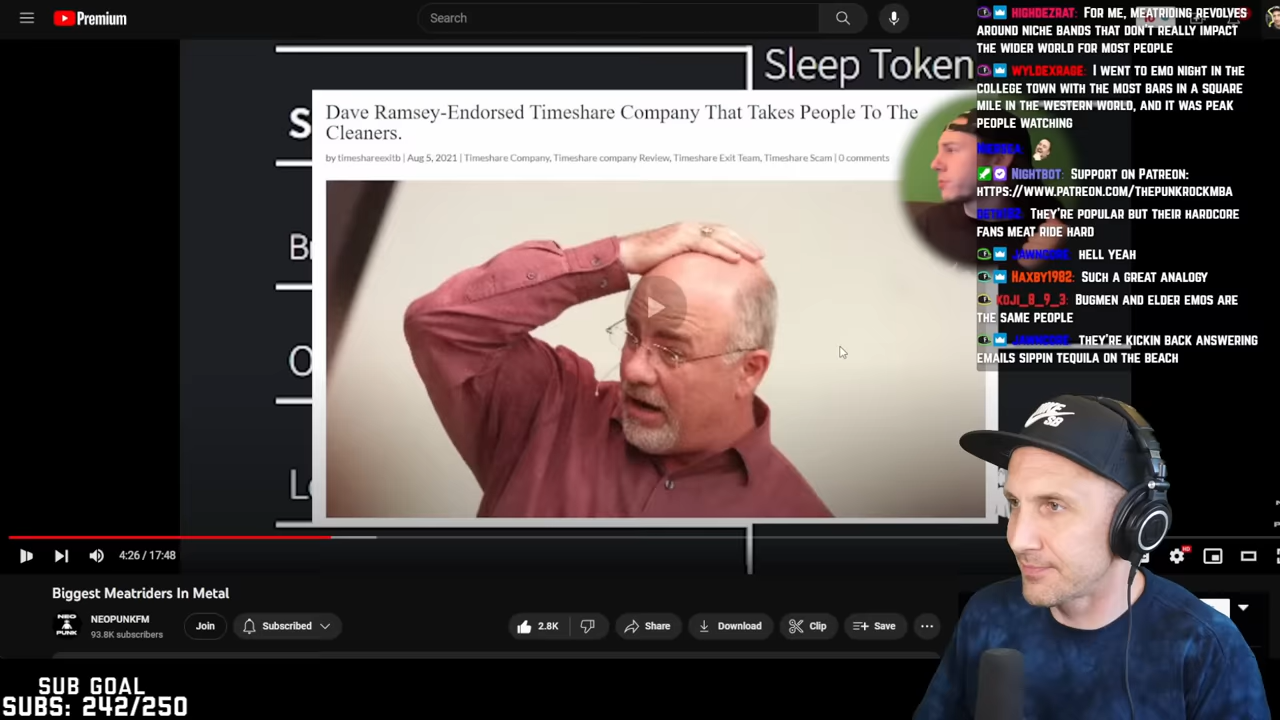 Premium
Search
Sleep Token
Dave Ramsey-Endorsed Timeshare Company That Takes People To The
Cleaners.
by timeshareexitb | Aug 5, 2021 | Timeshare Company, Timeshare company Review, Timeshare Exit Team, Timeshare Scam | 0 comments
HIGHDEZRAT: FOR ME, MEATRIDING REVOLVES
AROUND NICHE BANDS THAT DON'T REALLY IMPACT
THE WIDER WORLD FOR MOST PEOPLE
WYLDEXRAGE: I WENT TO EMO NIGHT IN THE
COLLEGE TOWN WITH THE MOST BARS IN A SQUARE
MILE IN THE WESTERN WORLD, AND IT WAS PEAK
PEOPLE WATCHING
NIGHTBOT: SUPPORT ON PATREON:
HTTPS://WWW.PATREON.COM/THEPUNKROCKMBA
THEY'RE POPULAR BUT THEIR HARDCORE
FANS MEAT RIDE HARD
HELL YEAH
HAXBY1982: SUCH A GREAT ANALOGY
KOJI_8_9_3: BUGMEN AND ELDER EMOS ARE
THE SAME PEOPLE
THEY'RE KICKIN BACK ANSWERING
EMAILS SIPPIN TEQUILA ON THE BEACH
4:26 / 17:48
HD
Biggest Meatriders In Metal
NEO
PUNK
NEOPUNKFM
93.8K subscribers
Join
Subscribed
2.8K
Share
Download
Clip
Save
SUB GOAL
SUBS: 242/250
NIKE SB